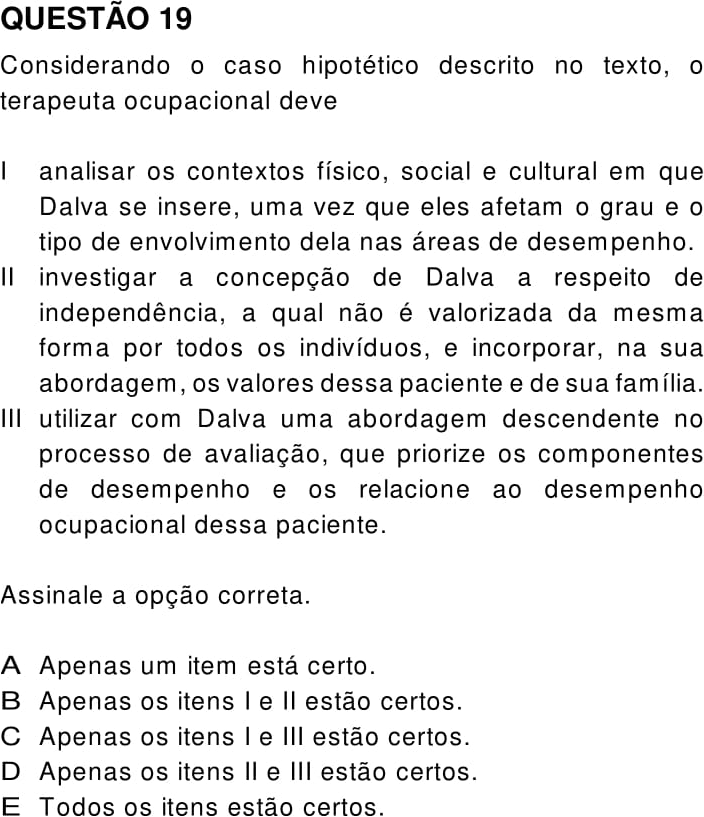 QUESTÃO 19
Considerando o caso hipotético descrito no texto, o
terapeuta ocupacional deve
I analisar os contextos físico, social e cultural em que
Dalva se insere, uma vez que eles afetam o grau e o
tipo de envolvimento dela nas áreas de desempenho.
II investigar a concepção de Dalva a respeito de
independência, a qual não é valorizada da mesma
forma por todos os indivíduos, e incorporar, na sua
abordagem, os valores dessa paciente e de sua família.
III utilizar com Dalva uma abordagem descendente no
processo de avaliação, que priorize os componentes
de desempenho e os relacione ao desempenho
ocupacional dessa paciente.
Assinale a opção correta.
A Apenas um item está certo.
B Apenas os itens I e II estão certos.
C Apenas os itens I e III estão certos.
D Apenas os itens II e III estão certos.
E Todos os itens estão certos.